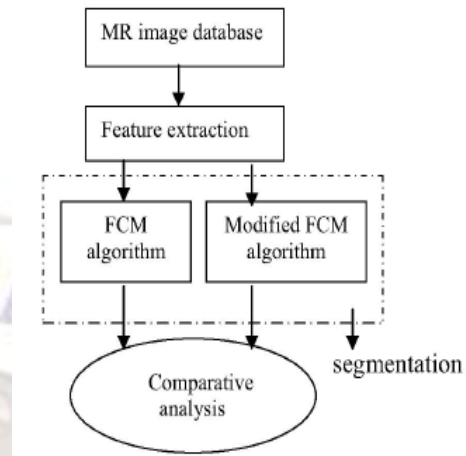 MR image database
Feature extraction
FCM
algorithm
Modified FCM
algorithm
segmentation
Comparative
analysis